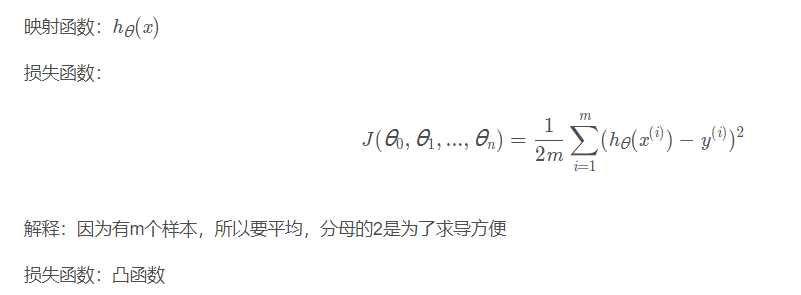 映射函数：hθ(x)
损失函数：
J(θ₀, θ₁, ..., θₙ) = \frac{1}{2m} \sum_{i=1}^{m} (hθ(x⁽ⁱ⁾) − y⁽ⁱ⁾)²
解释：因为有m个样本，所以要平均，分母的2是为了求导方便
损失函数：凸函数